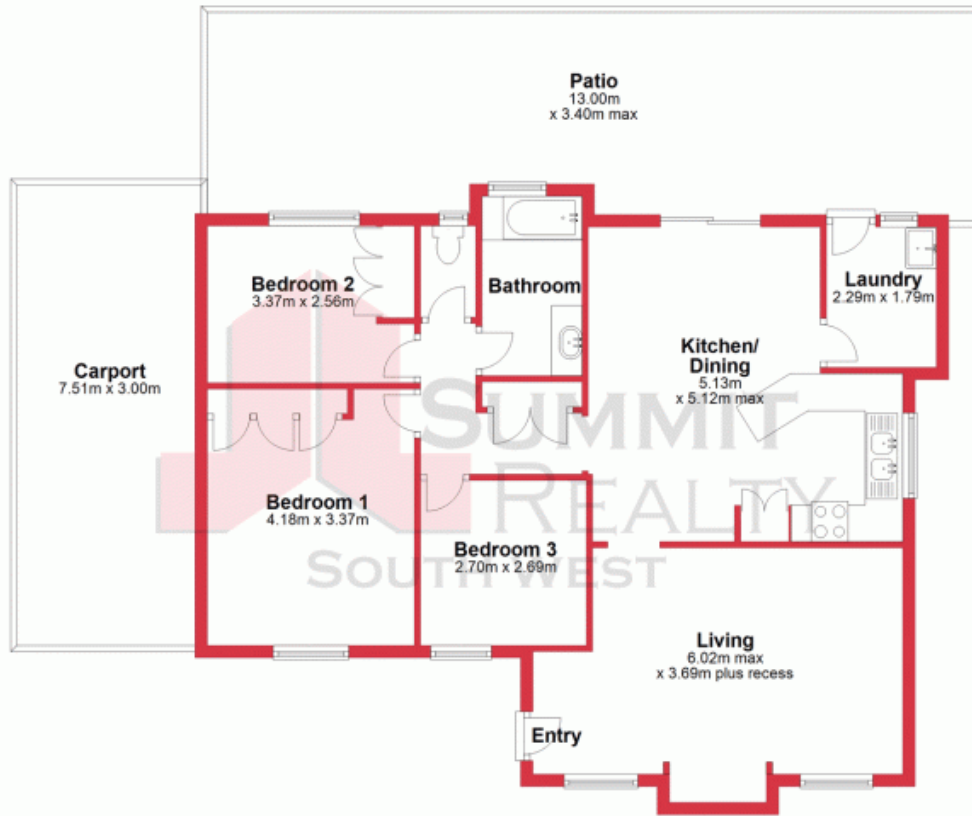 Patio
13.00m
x 3.40m max
Bedroom 2
3.37m x 2.56m
Bathroom
Laundry
2.29m x 1.79m
Carport
7.51m x 3.00m
Kitchen/
Dining
5.13m
x 5.12m max
SUMMIT
REALTY
SOUTH WEST
Bedroom 1
4.18m x 3.37m
Bedroom 3
2.70m x 2.69m
Living
6.02m max
x 3.69m plus recess
Entry